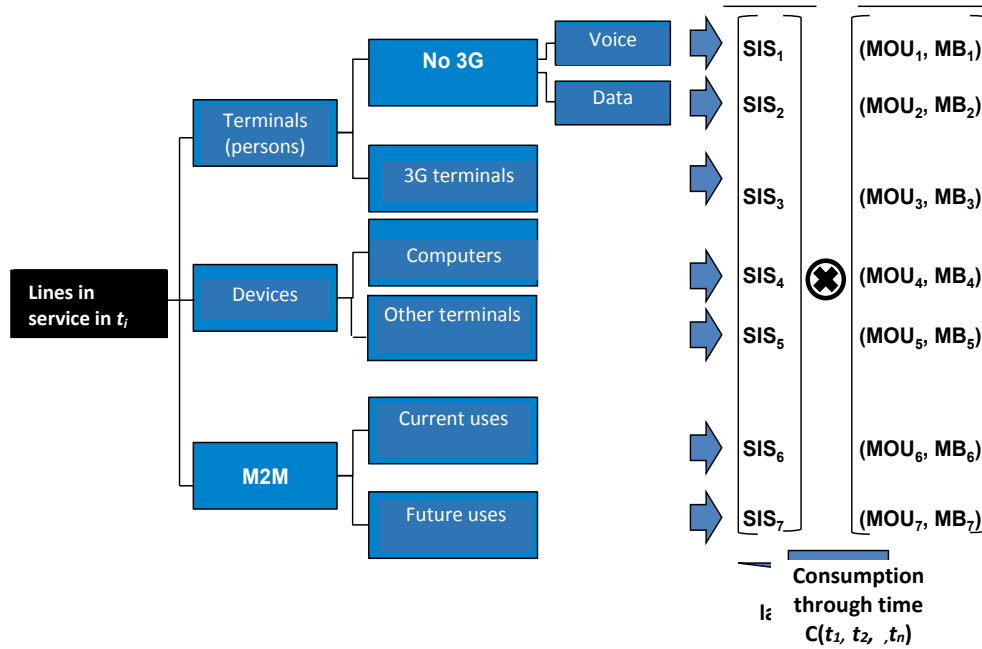 No 3G
Voice
Data
SIS₁
(MOU₁, MB₁)
SIS₂
(MOU₂, MB₂)
Terminals
(persons)
3G terminals
SIS₃
(MOU₃, MB₃)
Computers
Lines in
service in tᵢ
Devices
SIS₄
(MOU₄, MB₄)
Other terminals
SIS₅
(MOU₅, MB₅)
Current uses
SIS₆
(MOU₆, MB₆)
M2M
Future uses
SIS₇
(MOU₇, MB₇)
Consumption
through time
C(t₁, t₂, ,tₙ)